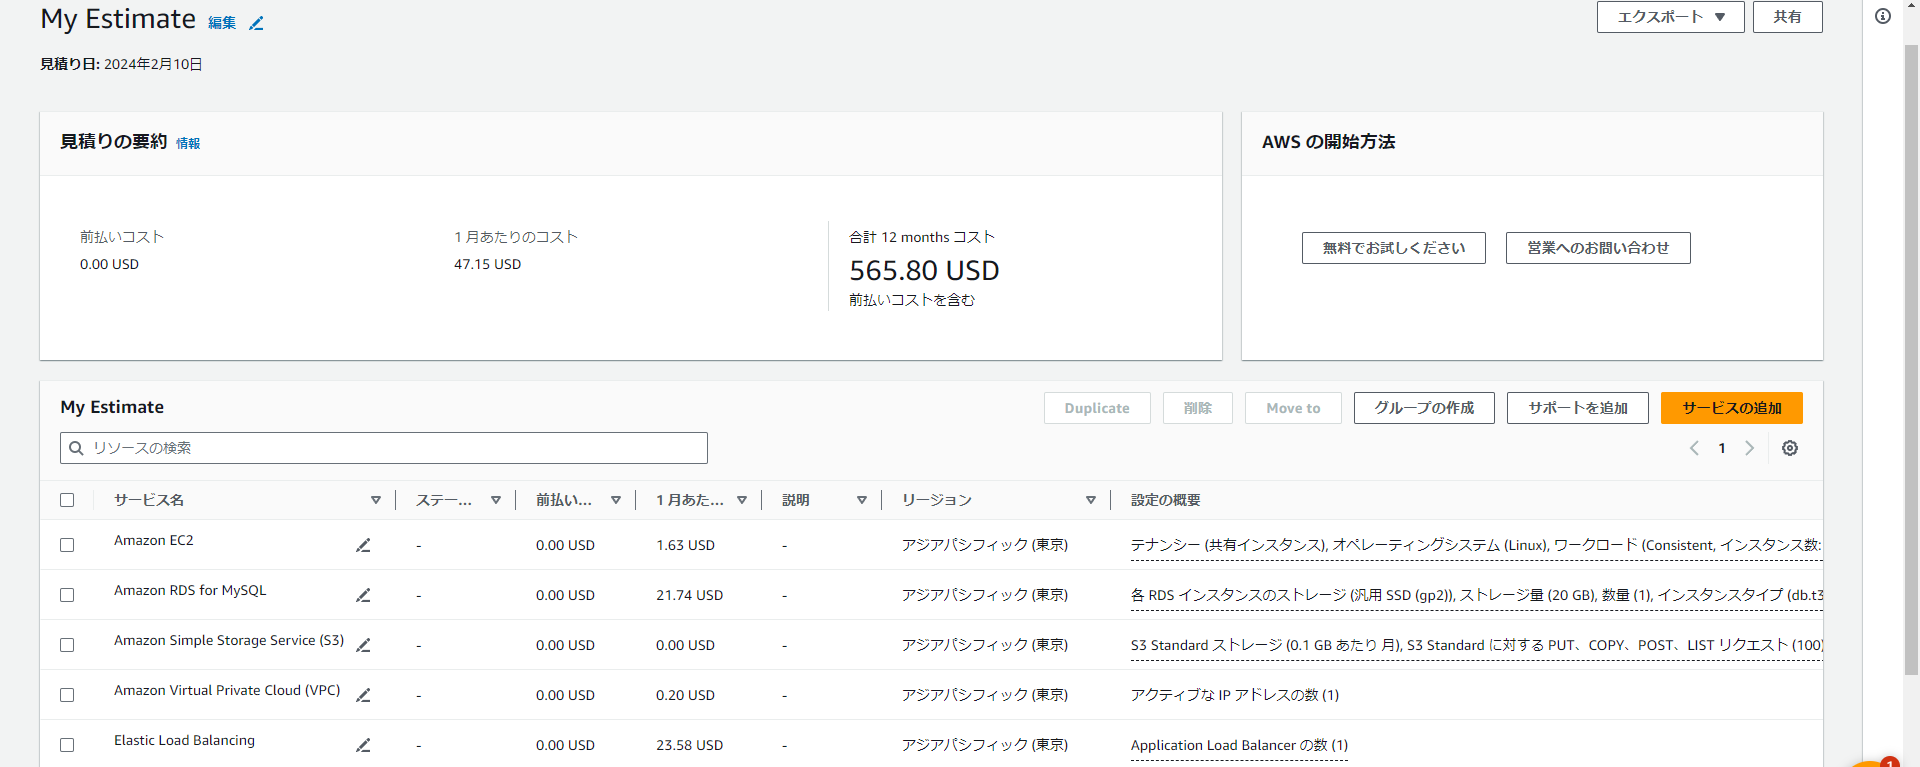 My Estimate 編集
エクスポート ▼ 共有
見積り日: 2024年2月10日
見積りの要約 情報
AWS の開始方法
前払いコスト
0.00 USD
1 月あたりのコスト
47.15 USD
合計 12 months コスト
565.80 USD
前払いコストを含む
無料でお試しください 営業へのお問い合わせ
My Estimate
Duplicate 削除 Move to グループの作成 サポートを追加 サービスの追加
リソースの検索
1
サービス名 ステー... 前払い... 1 月あた... 説明 リージョン 設定の概要
Amazon EC2 - 0.00 USD 1.63 USD - アジアパシフィック (東京) テナンシー (共有インスタンス), オペレーティングシステム (Linux), ワークロード (Consistent, インスタンス数:
Amazon RDS for MySQL - 0.00 USD 21.74 USD - アジアパシフィック (東京) 各 RDS インスタンスのストレージ (汎用 SSD (gp2)), ストレージ量 (20 GB), 数量 (1), インスタンスタイプ (db.t3
Amazon Simple Storage Service (S3) - 0.00 USD 0.00 USD - アジアパシフィック (東京) S3 Standard ストレージ (0.1 GB あたり 月), S3 Standard に対する PUT、COPY、POST、LIST リクエスト (100)
Amazon Virtual Private Cloud (VPC) - 0.00 USD 0.20 USD - アジアパシフィック (東京) アクティブな IP アドレスの数 (1)
Elastic Load Balancing - 0.00 USD 23.58 USD - アジアパシフィック (東京) Application Load Balancer の数 (1)
1